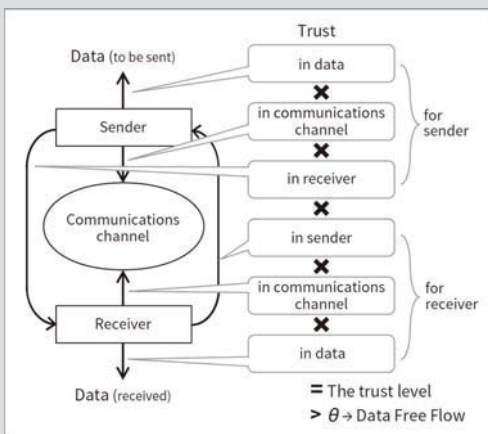 Trust
Data (to be sent)
in data
✖
Sender
in communications
channel
✖
in receiver
for
sender
✖
Communications
channel
in sender
✖
in communications
channel
for
receiver
✖
Receiver
in data
Data (received)
= The trust level
> θ → Data Free Flow